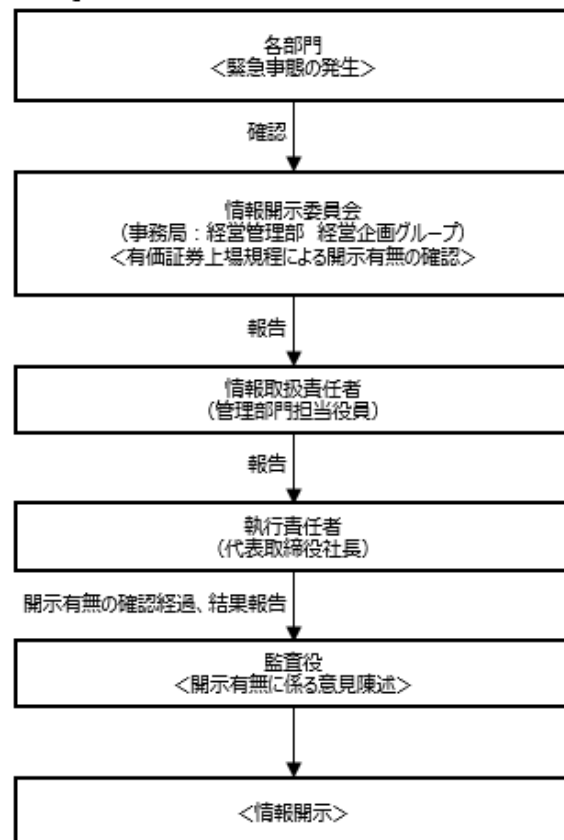 各部門
＜緊急事態の発生＞
確認
情報開示委員会
（事務局：経営管理部　経営企画グループ）
＜有価証券上場規程による開示有無の確認＞
報告
情報取扱責任者
（管理部門担当役員）
報告
執行責任者
（代表取締役社長）
開示有無の確認経過、結果報告
監査役
＜開示有無に係る意見陳述＞
＜情報開示＞